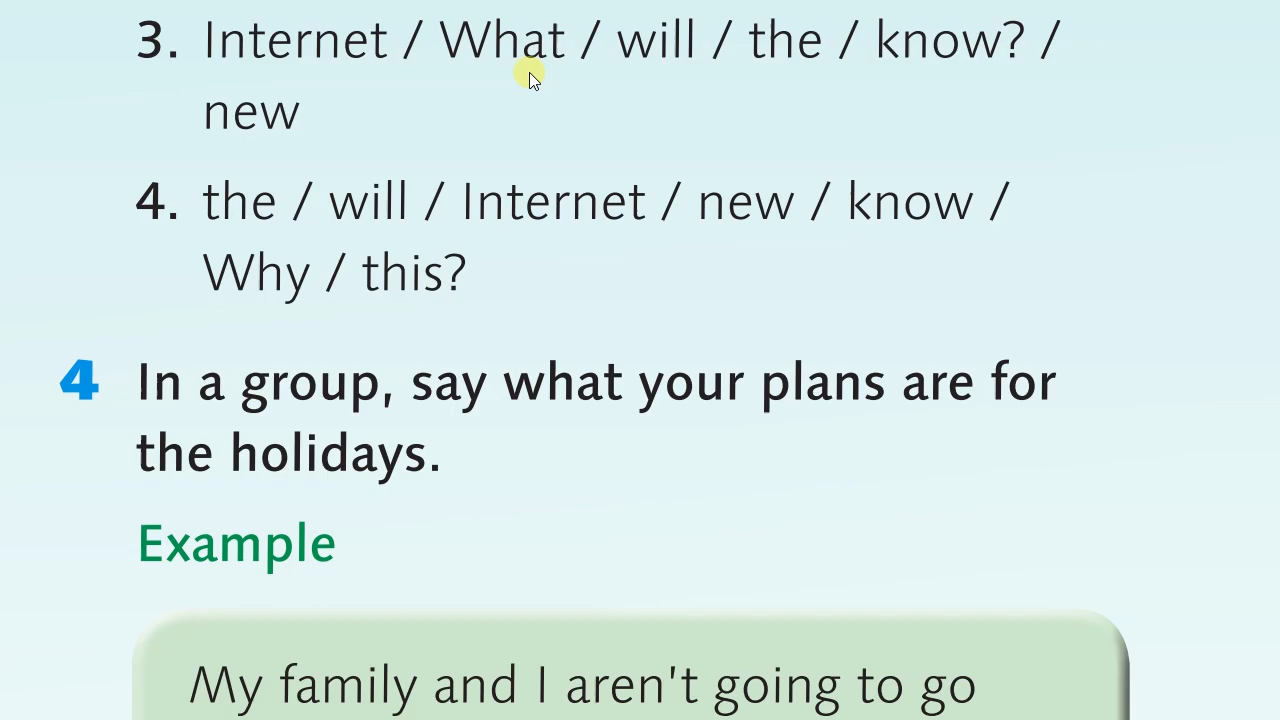 3. Internet / What / will / the / know? /
new
4. the / will / Internet / new / know /
Why / this?
4 In a group, say what your plans are for
the holidays.
Example
My family and I aren't going to go